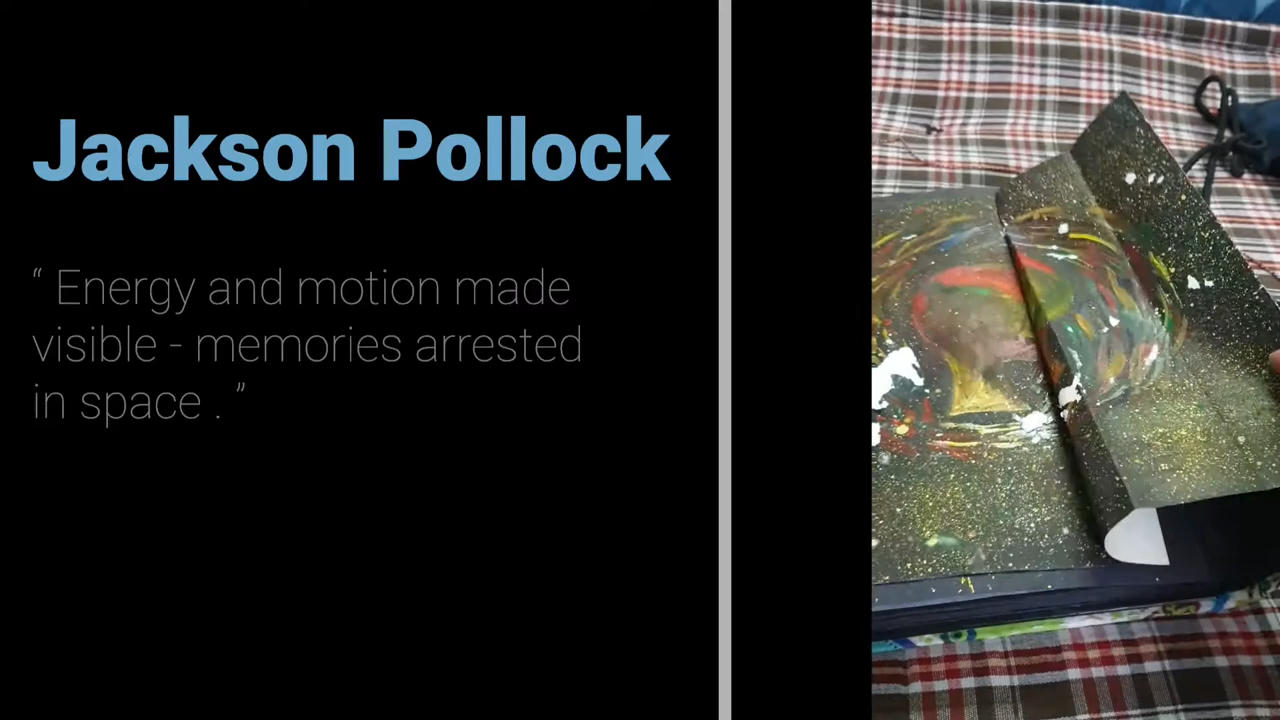 Jackson Pollock
“ Energy and motion made
visible - memories arrested
in space . ”